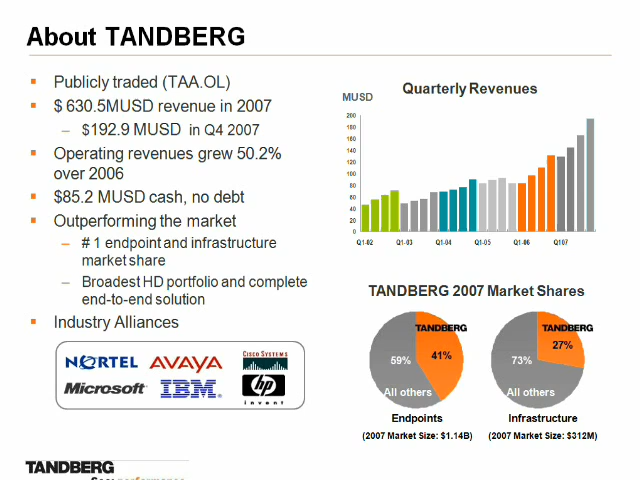 About TANDBERG
Publicly traded (TAA.OL)
$ 630.5MUSD revenue in 2007
– $192.9 MUSD in Q4 2007
Operating revenues grew 50.2%
over 2006
$85.2 MUSD cash, no debt
Outperforming the market
– # 1 endpoint and infrastructure
market share
– Broadest HD portfolio and complete
end-to-end solution
Industry Alliances
NORTEL AVAYA CISCO SYSTEMS
Microsoft IBM hp
invent
Quarterly Revenues
MUSD
200
180
160
140
120
100
80
60
40
20
0
Q1-02 Q1-03 Q1-04 Q1-05 Q1-06 Q107
TANDBERG 2007 Market Shares
TANDBERG
59% 41%
All others
Endpoints
(2007 Market Size: $1.14B)
TANDBERG
27%
73%
All others
Infrastructure
(2007 Market Size: $312M)
TANDBERG